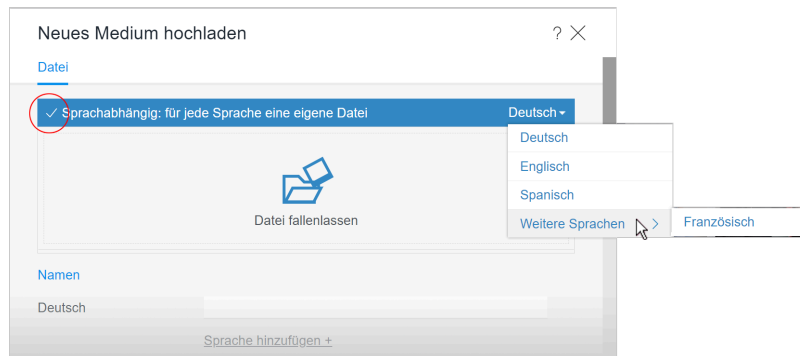 Neues Medium hochladen ?
Datei
Sprachabhängig: für jede Sprache eine eigene Datei Deutsch
Deutsch
Englisch
Spanisch
Weitere Sprachen Französisch
Datei fallenlassen
Namen
Deutsch
Sprache hinzufügen +